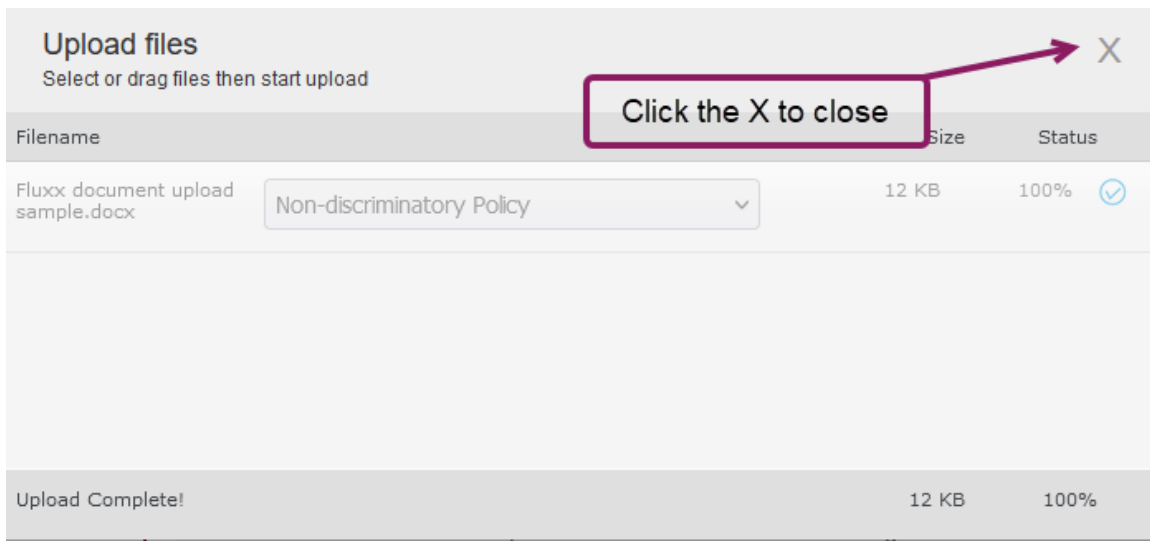 Upload files
X
Select or drag files then start upload
Click the X to close
Filename Size Status
Fluxx document upload
sample.docx
Non-discriminatory Policy
12 KB 100%
Upload Complete! 12 KB 100%